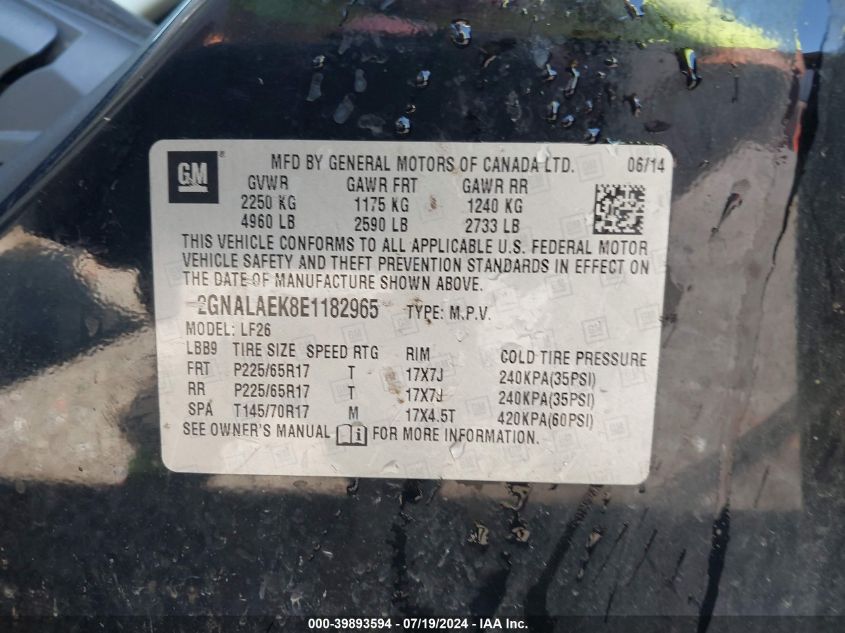 GM® MFD BY GENERAL MOTORS OF CANADA LTD. 06/14
GVWR GAWR FRT GAWR RR
2250 KG 1175 KG 1240 KG
4960 LB 2590 LB 2733 LB
THIS VEHICLE CONFORMS TO ALL APPLICABLE U.S. FEDERAL MOTOR
VEHICLE SAFETY AND THEFT PREVENTION STANDARDS IN EFFECT ON
THE DATE OF MANUFACTURE SHOWN ABOVE.
2GNALAEK8E1182965 TYPE: M.P.V.
MODEL: LF26
LBB9 TIRE SIZE SPEED RTG RIM COLD TIRE PRESSURE
FRT P225/65R17 T 17X7J 240KPA(35PSI)
RR P225/65R17 T 17X7J 240KPA(35PSI)
SPA T145/70R17 M 17X4.5T 420KPA(60PSI)
SEE OWNER'S MANUAL FOR MORE INFORMATION.
000-39893594 / 07/19/2024 - IAA Inc.